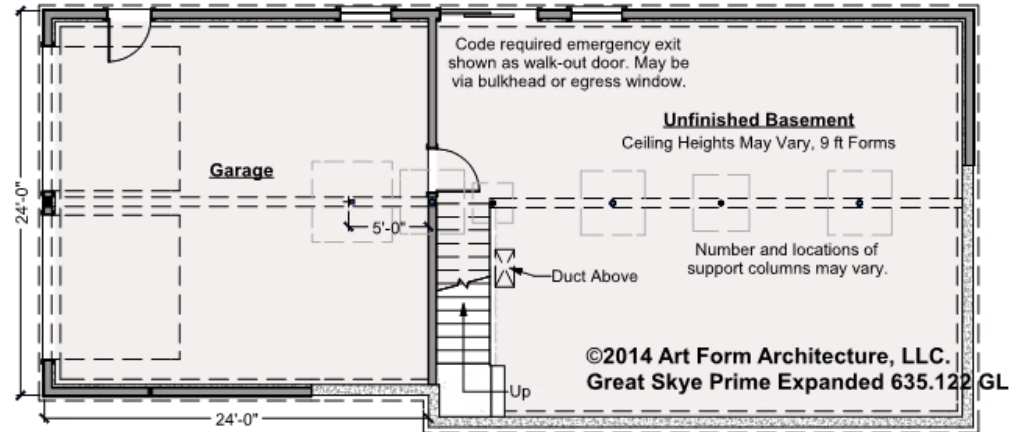 Code required emergency exit
shown as walk-out door. May be
via bulkhead or egress window.
Unfinished Basement
Ceiling Heights May Vary, 9 ft Forms
Garage
24'-0"
5'-0"
Number and locations of
support columns may vary.
Duct Above
©2014 Art Form Architecture, LLC.
Great Skye Prime Expanded 635.122 GL
Up
24'-0"